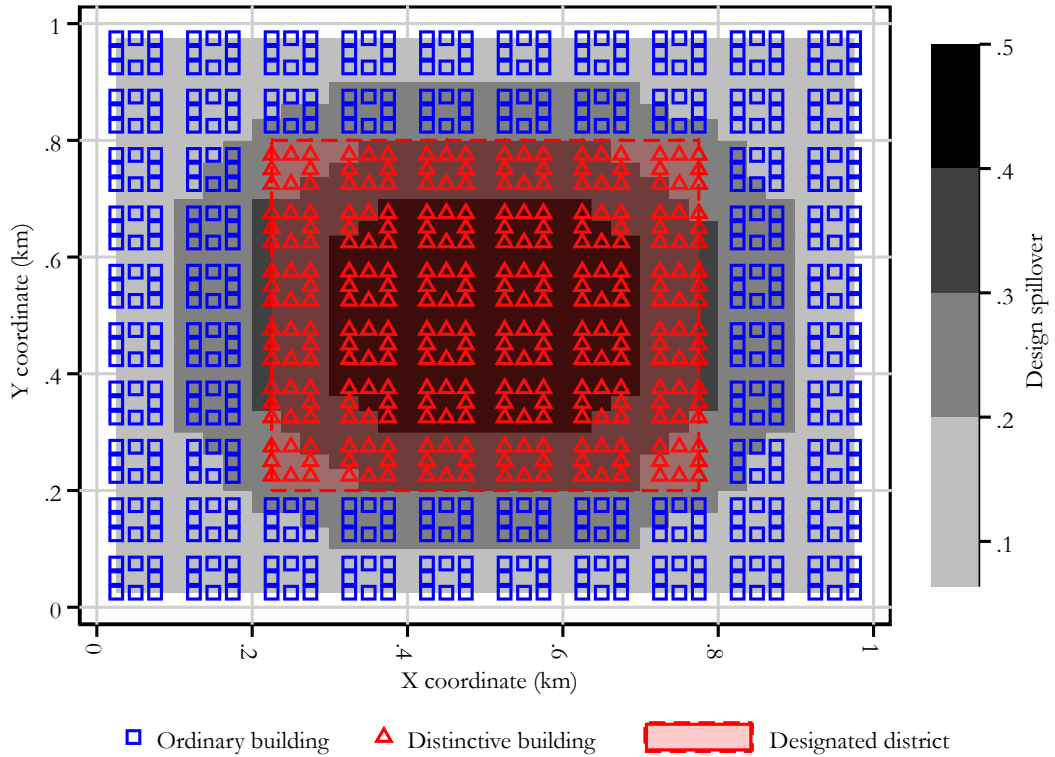 1
.8
.6
.4
.2
0
Y coordinate (km)
0
.2
.4
.6
.8
1
X coordinate (km)
.5
.4
.3
.2
.1
Design spillover
Ordinary building
Distinctive building
Designated district